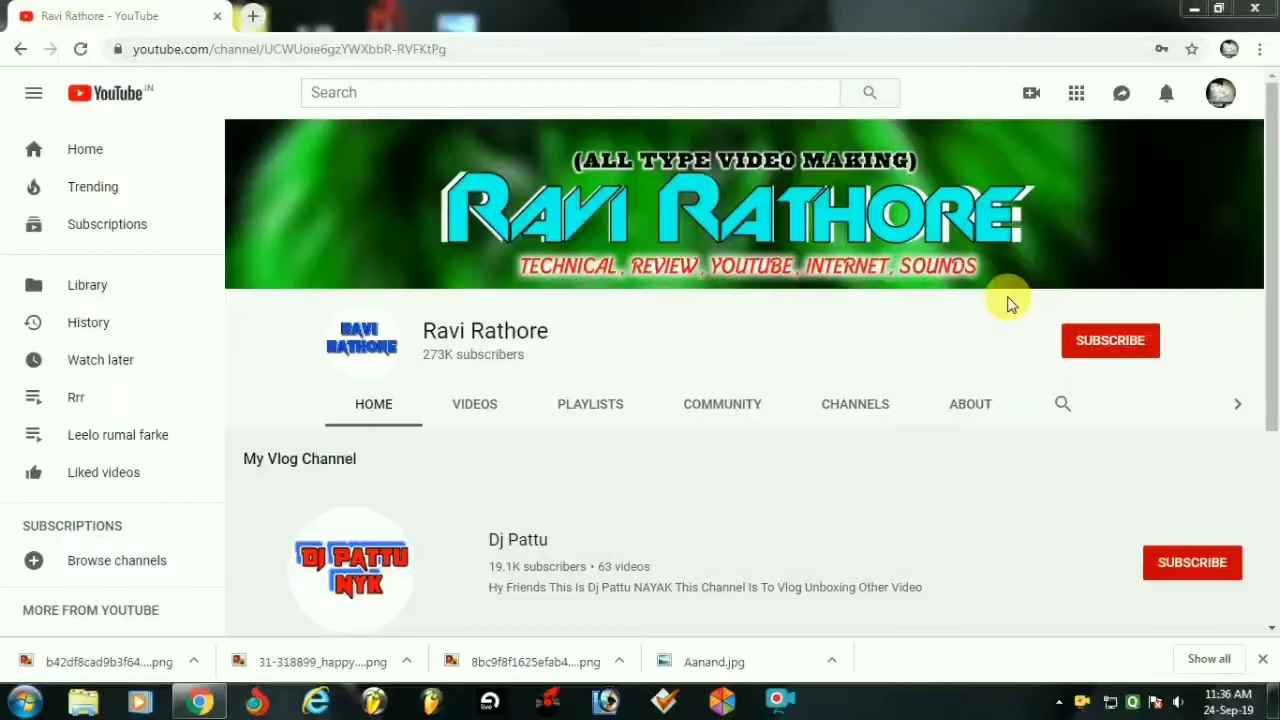 Ravi Rathore - YouTube
youtube.com/channel/UCWUoie6gzYWXbbR-RVFKtPg
YouTube IN
Search
Home
Trending
Subscriptions
Library
History
Watch later
Rrr
Leelo rumal farke
Liked videos
SUBSCRIPTIONS
Browse channels
MORE FROM YOUTUBE
(ALL TYPE VIDEO MAKING)
RAVI RATHORE
TECHNICAL , REVIEW , YOUTUBE , INTERNET , SOUNDS
RAVI
RATHORE
Ravi Rathore
273K subscribers
SUBSCRIBE
HOME VIDEOS PLAYLISTS COMMUNITY CHANNELS ABOUT
My Vlog Channel
DJ PATTU
NYK
Dj Pattu
19.1K subscribers • 63 videos
Hy Friends This Is Dj Pattu NAYAK This Channel Is To Vlog Unboxing Other Video
SUBSCRIBE
b42df8cad9b3f64....png 31-318899_happy....png 8bc9f8f1625efab4....png Aanand.jpg Show all
live
11:36 AM
24-Sep-19